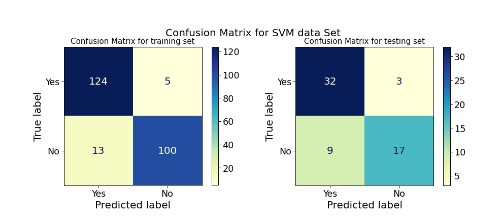 Confusion Matrix for SVM data Set
Confusion Matrix for training set
Yes
No
True label
124
5
13
100
Yes
No
Predicted label
120
100
80
60
40
20
Confusion Matrix for testing set
Yes
No
True label
32
3
9
17
Yes
No
Predicted label
30
25
20
15
10
5